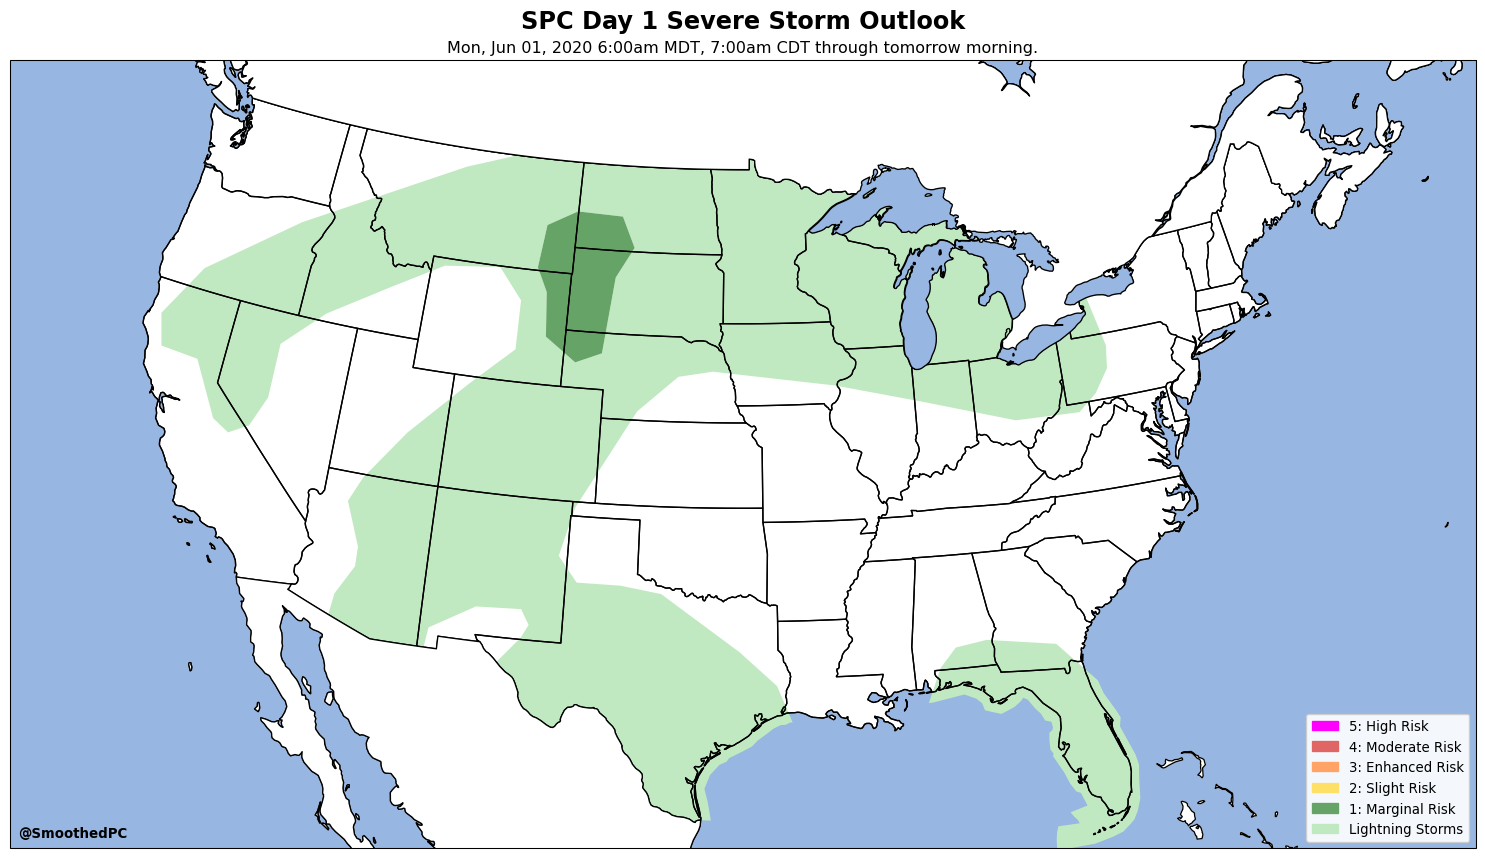 SPC Day 1 Severe Storm Outlook
Mon, Jun 01, 2020 6:00am MDT, 7:00am CDT through tomorrow morning.
5: High Risk
4: Moderate Risk
3: Enhanced Risk
2: Slight Risk
1: Marginal Risk
Lightning Storms
@SmoothedPC